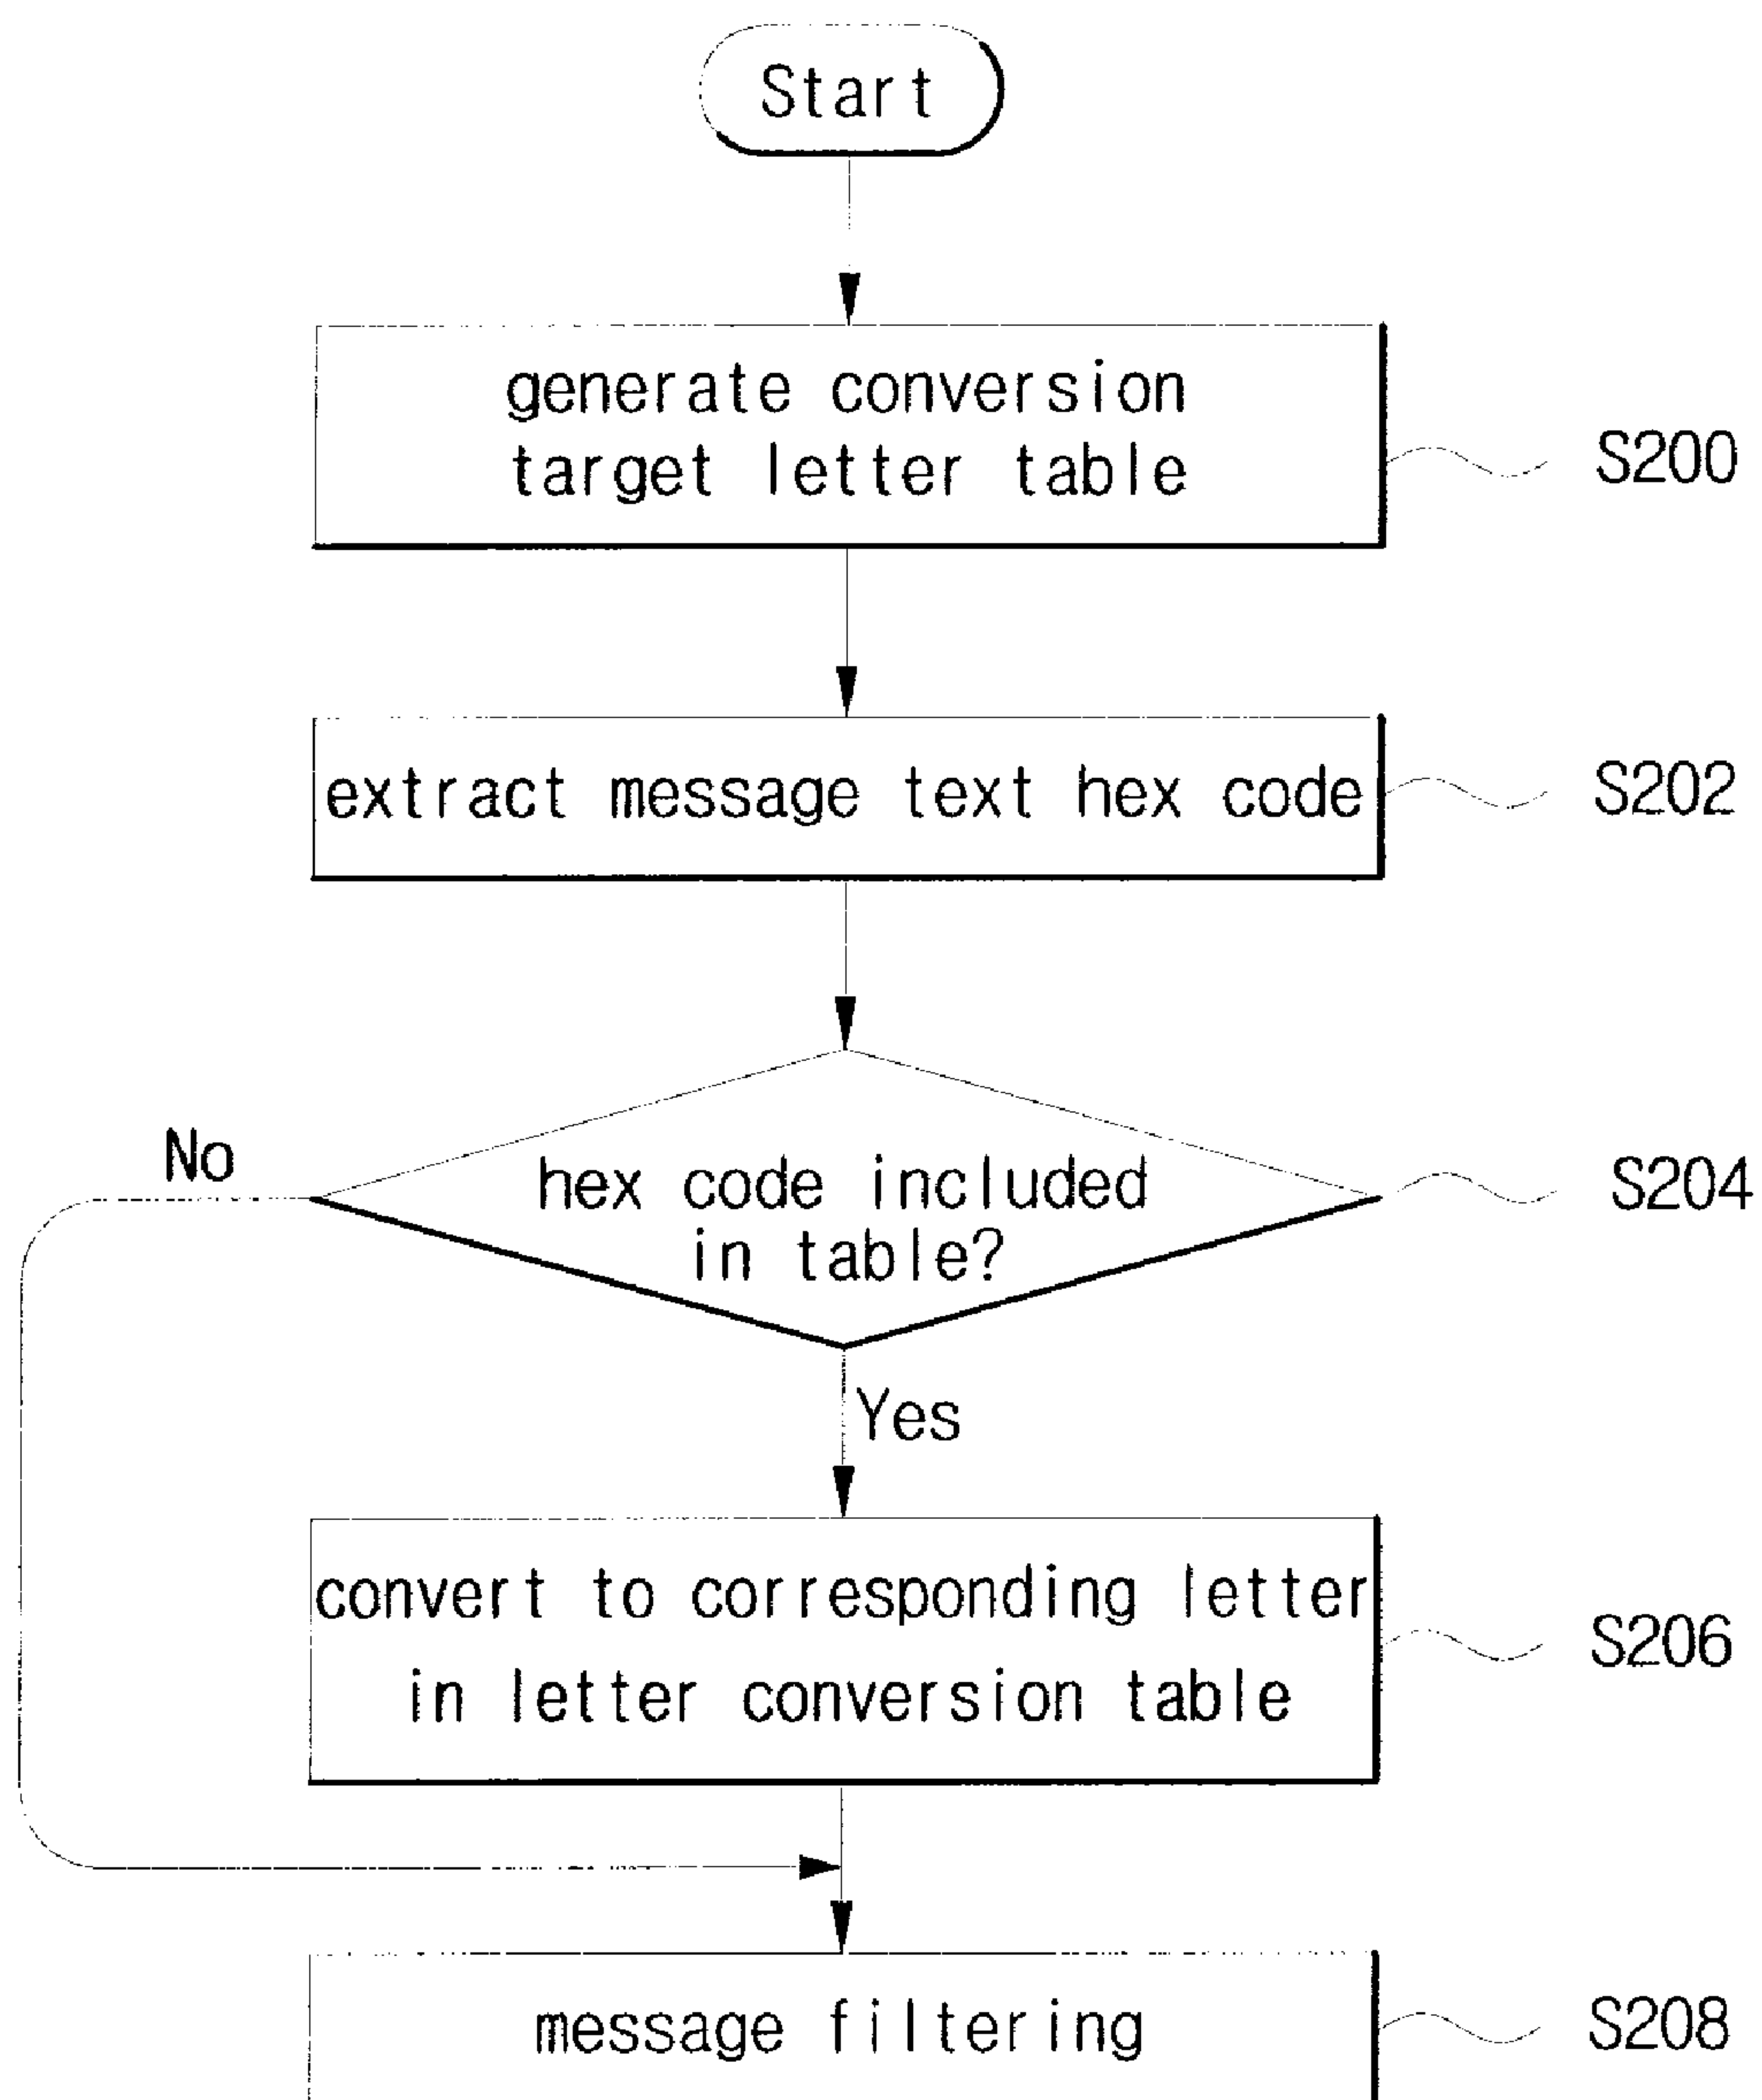 Start
generate conversion
target letter table
S200
extract message text hex code
S202
No
hex code included
in table?
S204
Yes
convert to corresponding letter
in letter conversion table
S206
message filtering
S208